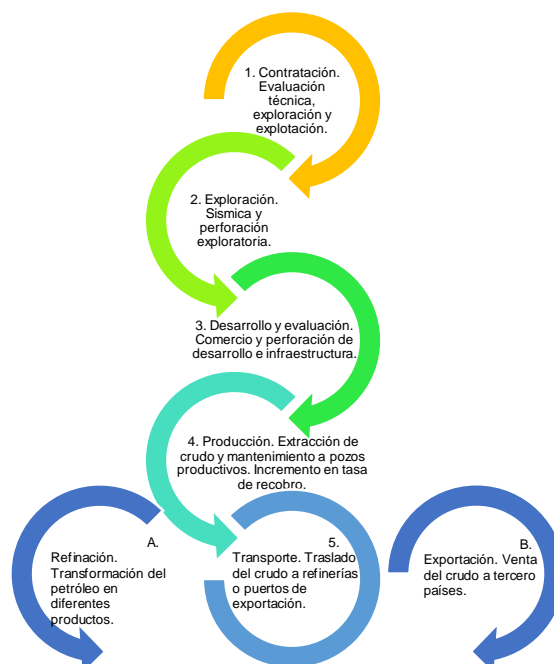 1. Contratación.
Evaluación
técnica,
exploración y
explotación.
2. Exploración.
Sismica y
perforación
exploratoria.
3. Desarrollo y evaluación.
Comercio y perforación de
desarrollo e infraestructura.
4. Producción. Extracción de
crudo y mantenimiento a pozos
productivos. Incremento en tasa
de recobro.
A.
Refinación.
Transformación del
petróleo en
diferentes
productos.
5.
Transporte. Traslado
del crudo a refinerías
o puertos de
exportación.
B.
Exportación. Venta
del crudo a tercero
países.